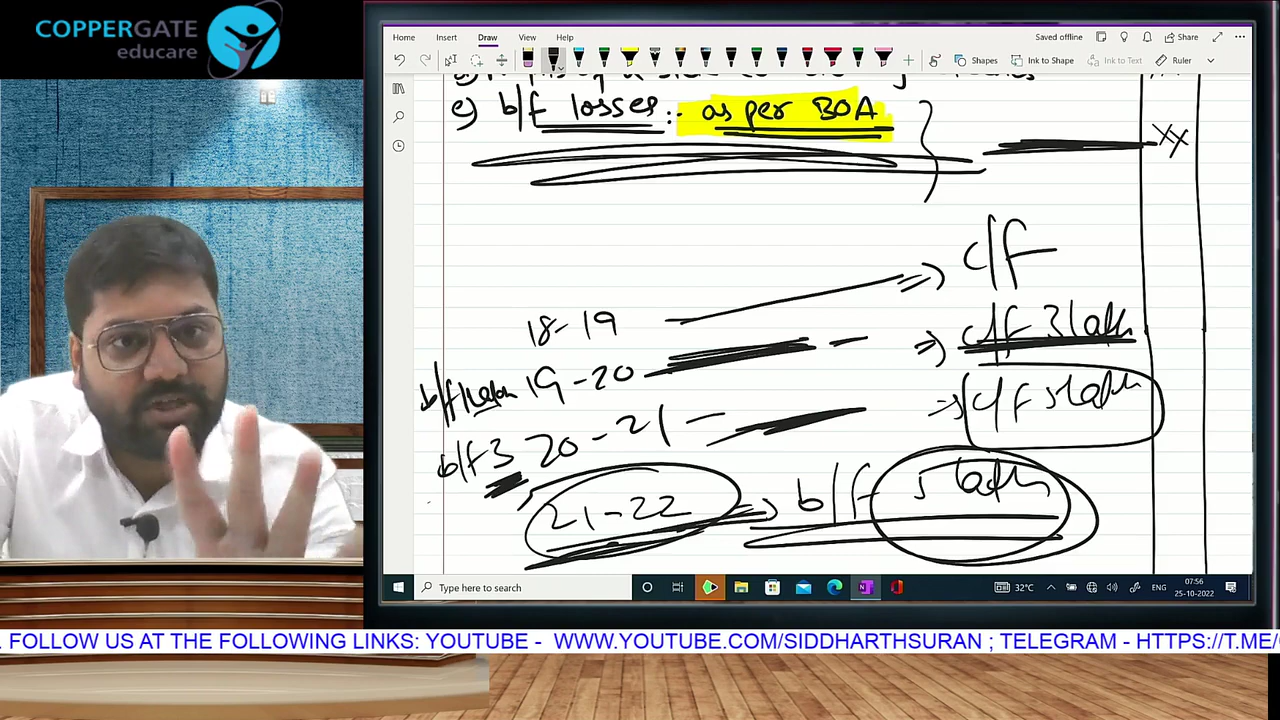 COPPERGATE
educare
Home Insert Draw View Help
Saved offline
Share
Shapes
Ink to Shape
Ink to Text
Ruler
e) b/f losses :- as per BOA
XX
c/f
18-19
c/f 3 lakh
19-20
b/f
c/f 5 lakh
20-21
b/f 3
21-22 ⇒ b/f 5 lakh
Type here to search
32°C
ENG
07:56
25-10-2022
. FOLLOW US AT THE FOLLOWING LINKS: YOUTUBE - WWW.YOUTUBE.COM/SIDDHARTHSURAN ; TELEGRAM - HTTPS://T.ME/